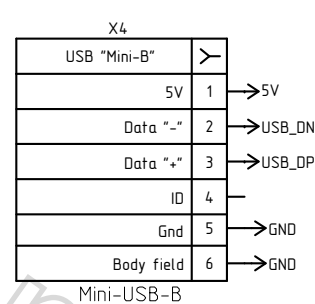 X4
USB "Mini-B"
5V 1 5V
Data "-" 2 USB_DN
Data "+" 3 USB_DP
ID 4
Gnd 5 GND
Body field 6 GND
Mini-USB-B